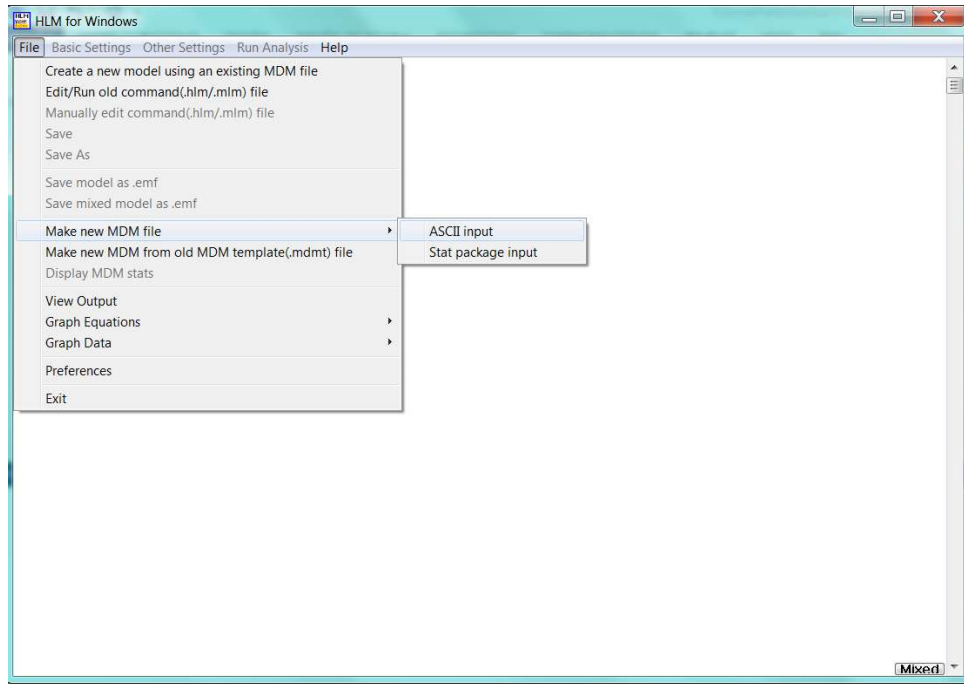 HLM for Windows
File Basic Settings Other Settings Run Analysis Help
Create a new model using an existing MDM file
Edit/Run old command(.hlm/.mlm) file
Manually edit command(.hlm/.mlm) file
Save
Save As
Save model as .emf
Save mixed model as .emf
Make new MDM file
ASCII input
Make new MDM from old MDM template(.mdmt) file
Stat package input
Display MDM stats
View Output
Graph Equations
Graph Data
Preferences
Exit
Mixed